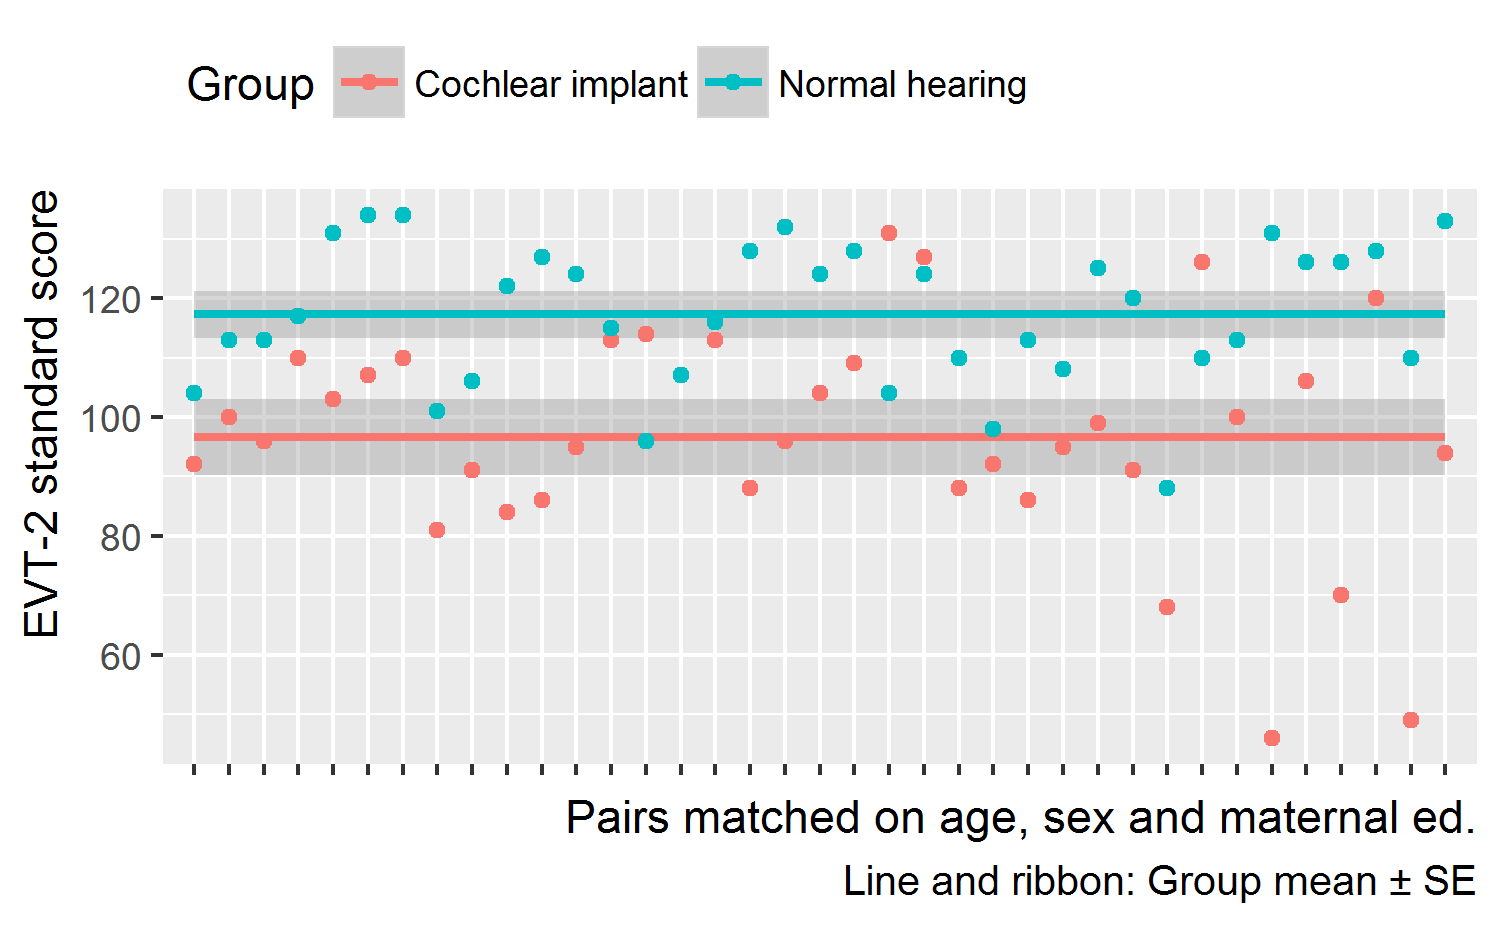 Group Cochlear implant Normal hearing
EVT-2 standard score
120
100
80
60
Pairs matched on age, sex and maternal ed.
Line and ribbon: Group mean ± SE